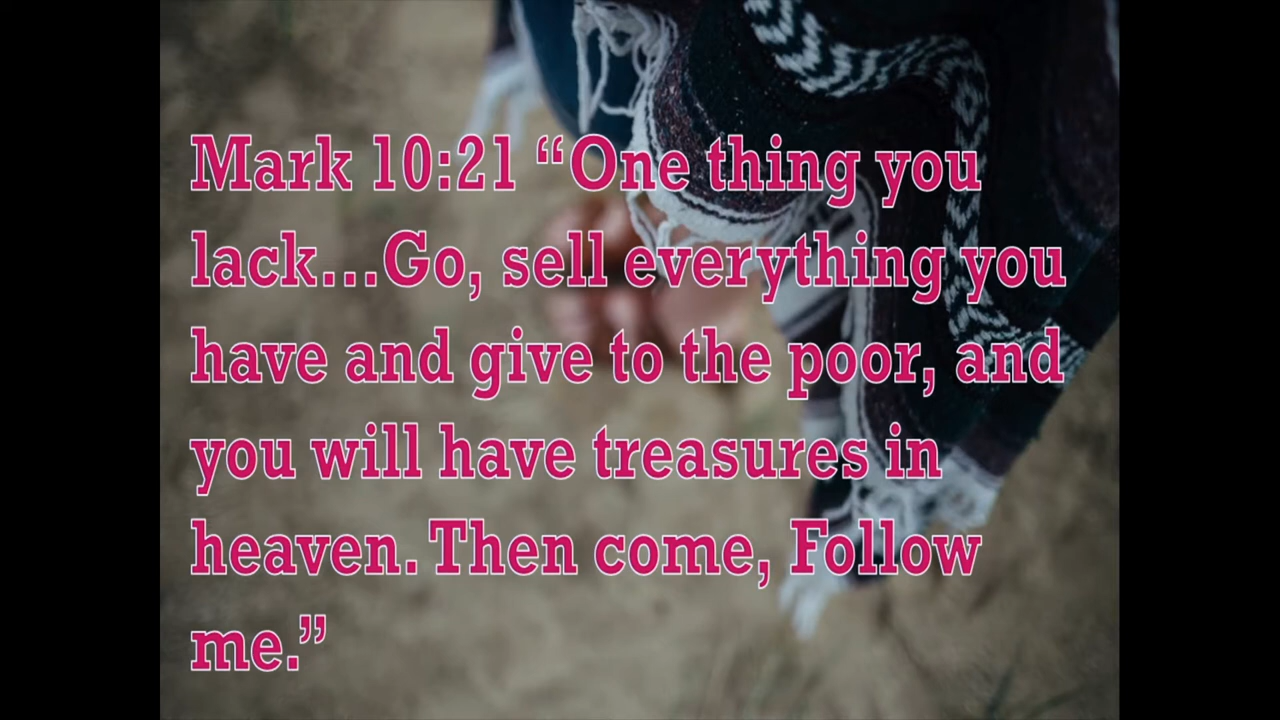 Mark 10:21 “One thing you
lack...Go, sell everything you
have and give to the poor, and
you will have treasures in
heaven. Then come, Follow
me.”